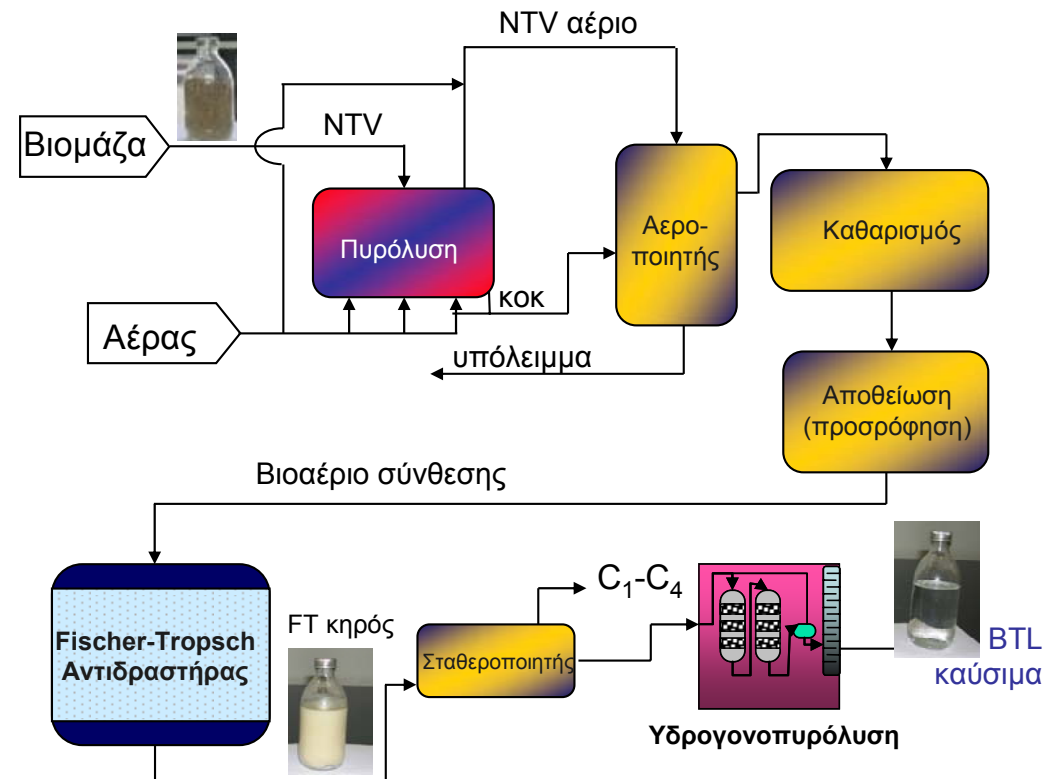 NTV αέριο
Βιομάζα
NTV
Πυρόλυση
Αερο-
ποιητής
Καθαρισμός
κοκ
Αέρας
υπόλειμμα
Αποθείωση
(προσρόφηση)
Βιοαέριο σύνθεσης
C₁-C₄
FT κηρός
Fischer-Tropsch
Αντιδραστήρας
Σταθεροποιητής
BTL
καύσιμα
Υδρογονοπυρόλυση